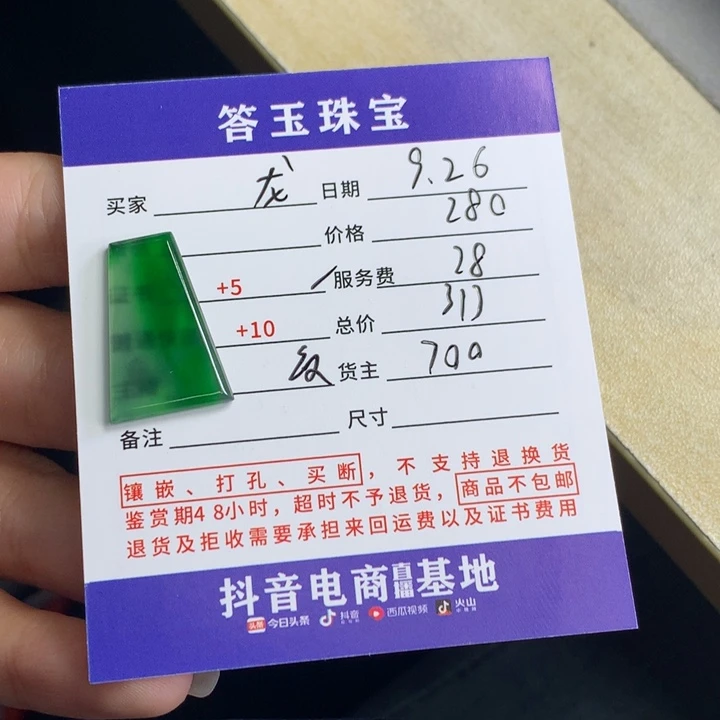 答玉珠宝
买家 龙 日期 9.26
价格 280
+5 服务费 28
+10 总价 313
货主 700
备注 尺寸
镶嵌、打孔、买断，不支持退换货
鉴赏期48小时，超时不予退货，商品不包邮
退货及拒收需要承担来回运费以及证书费用
抖音电商直播基地
头条 今日头条 抖音 西瓜视频 火山